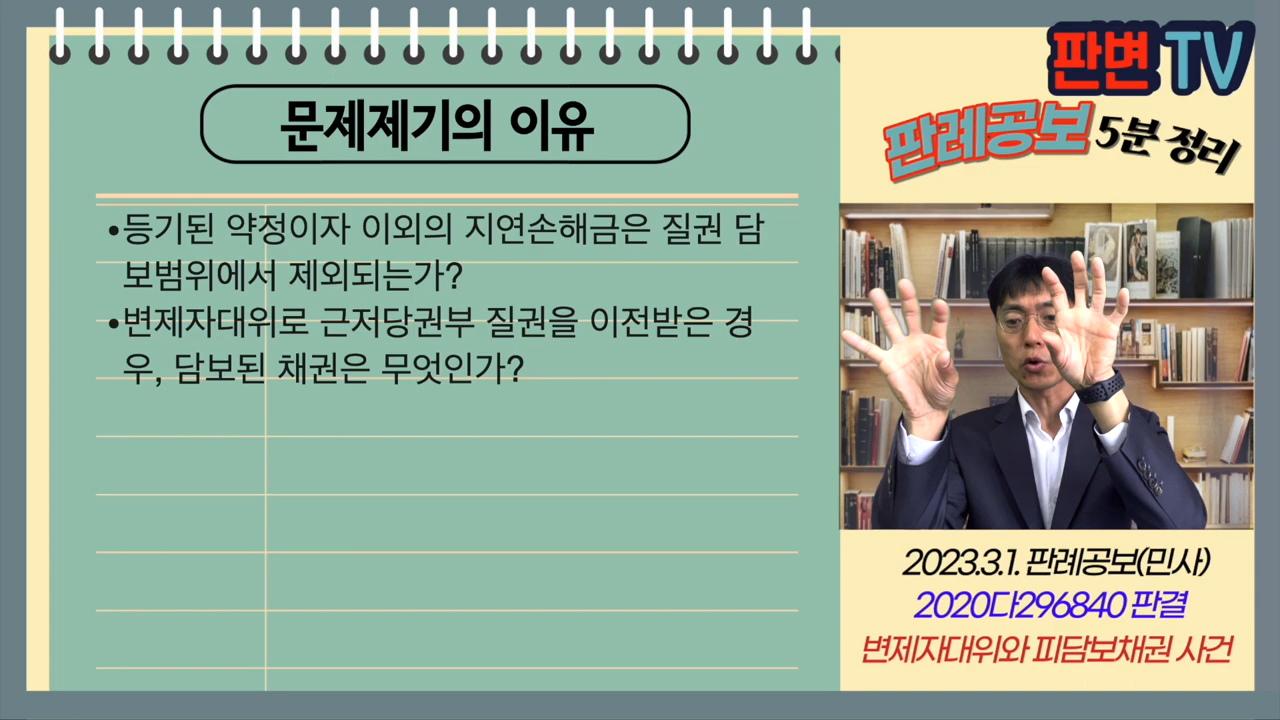 문제제기의 이유
•등기된 약정이자 이외의 지연손해금은 질권 담
보범위에서 제외되는가?
•변제자대위로 근저당권부 질권을 이전받은 경
우, 담보된 채권은 무엇인가?
판변 TV
판례공보 5분 정리
2023.3.1. 판례공보(민사)
2020다296840 판결
변제자대위와 피담보채권 사건